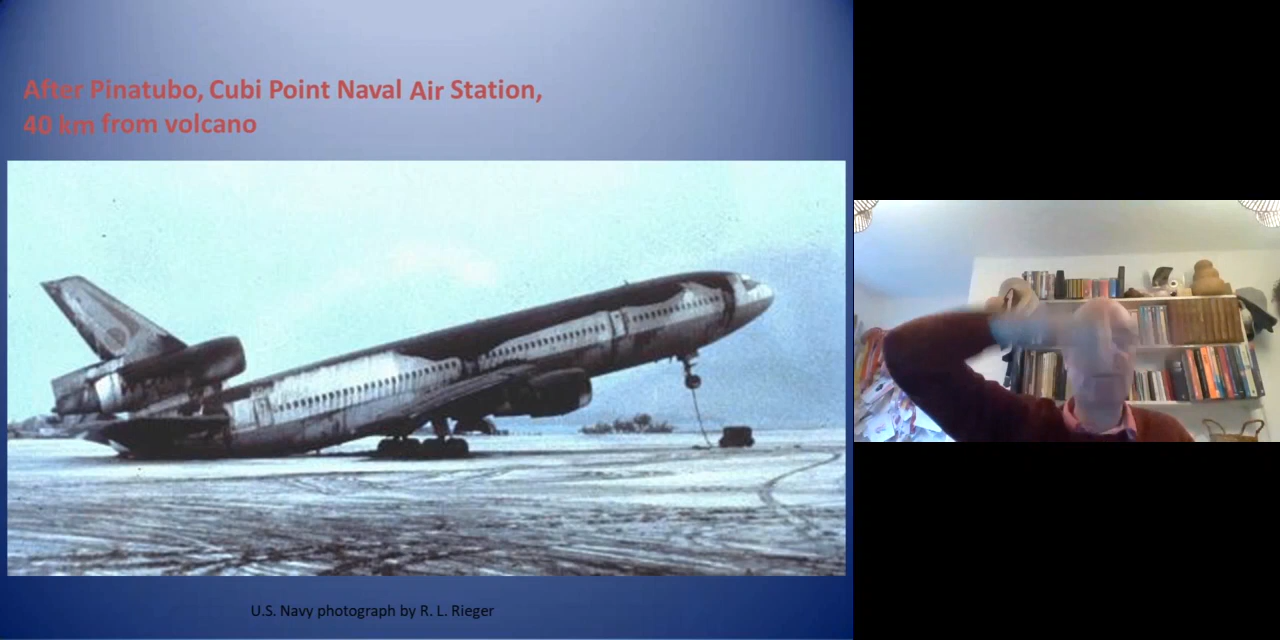 After Pinatubo, Cubi Point Naval Air Station,
40 km from volcano
U.S. Navy photograph by R. L. Rieger